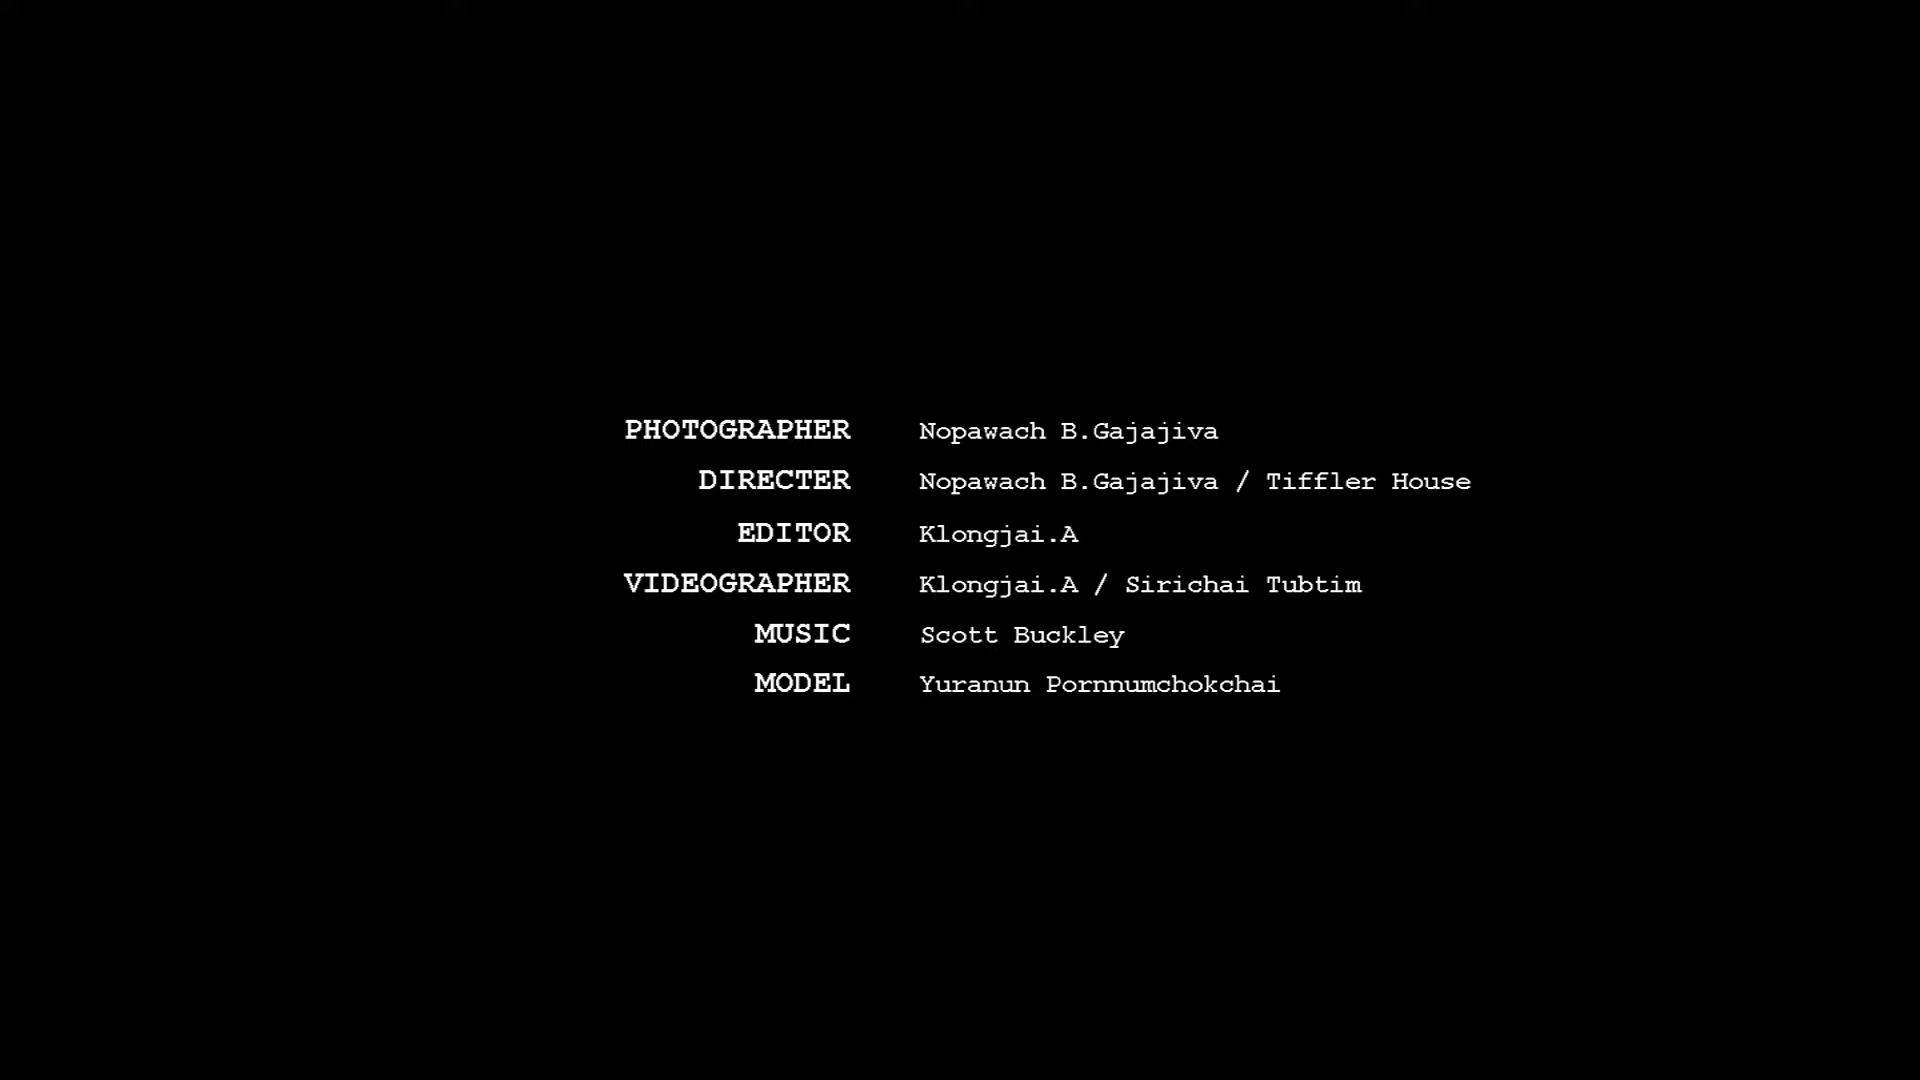 PHOTOGRAPHER Nopawach B.Gajajiva
DIRECTER Nopawach B.Gajajiva / Tiffler House
EDITOR Klongjai.A
VIDEOGRAPHER Klongjai.A / Sirichai Tubtim
MUSIC Scott Buckley
MODEL Yuranun Pornnumchokchai